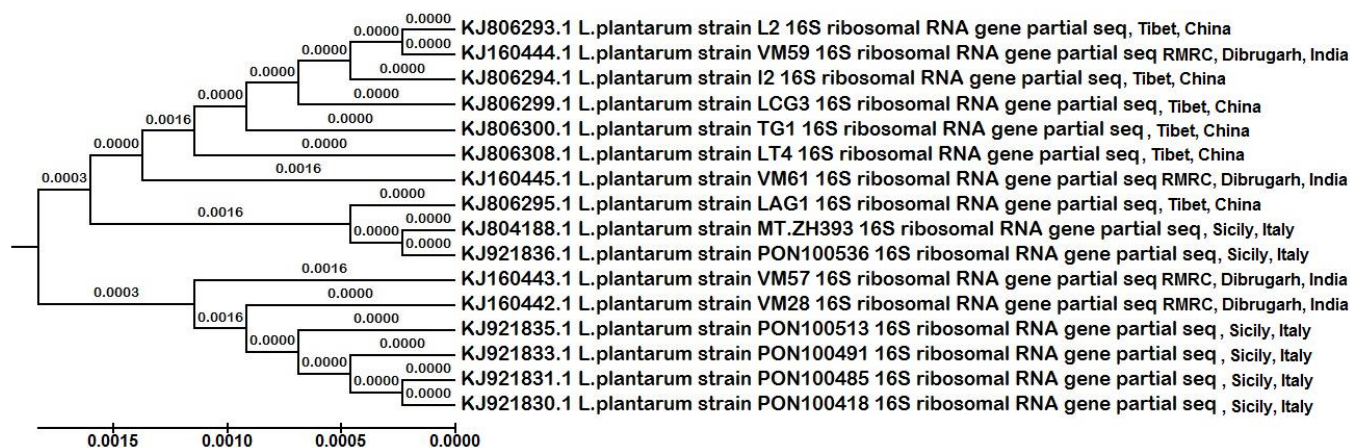 0.0000
0.0000 KJ806293.1 L.plantarum strain L2 16S ribosomal RNA gene partial seq, Tibet, China
0.0000
0.0000 KJ160444.1 L.plantarum strain VM59 16S ribosomal RNA gene partial seq RMRC, Dibrugarh, India
0.0000
0.0000 KJ806294.1 L.plantarum strain I2 16S ribosomal RNA gene partial seq, Tibet, China
0.0000
0.0000 KJ806299.1 L.plantarum strain LCG3 16S ribosomal RNA gene partial seq, Tibet, China
0.0016
0.0000 KJ806300.1 L.plantarum strain TG1 16S ribosomal RNA gene partial seq, Tibet, China
0.0000
0.0000 KJ806308.1 L.plantarum strain LT4 16S ribosomal RNA gene partial seq, Tibet, China
0.0016 KJ160445.1 L.plantarum strain VM61 16S ribosomal RNA gene partial seq RMRC, Dibrugarh, India
0.0003
0.0000 KJ806295.1 L.plantarum strain LAG1 16S ribosomal RNA gene partial seq, Tibet, China
0.0016
0.0000 KJ804188.1 L.plantarum strain MT.ZH393 16S ribosomal RNA gene partial seq, Sicily, Italy
0.0000
0.0000 KJ921836.1 L.plantarum strain PON100536 16S ribosomal RNA gene partial seq, Sicily, Italy
0.0016 KJ160443.1 L.plantarum strain VM57 16S ribosomal RNA gene partial seq RMRC, Dibrugarh, India
0.0003
0.0000 KJ160442.1 L.plantarum strain VM28 16S ribosomal RNA gene partial seq RMRC, Dibrugarh, India
0.0016
0.0000 KJ921835.1 L.plantarum strain PON100513 16S ribosomal RNA gene partial seq , Sicily, Italy
0.0000
0.0000 KJ921833.1 L.plantarum strain PON100491 16S ribosomal RNA gene partial seq , Sicily, Italy
0.0000
0.0000 KJ921831.1 L.plantarum strain PON100485 16S ribosomal RNA gene partial seq , Sicily, Italy
0.0000
0.0000 KJ921830.1 L.plantarum strain PON100418 16S ribosomal RNA gene partial seq , Sicily, Italy
0.0015 0.0010 0.0005 0.0000